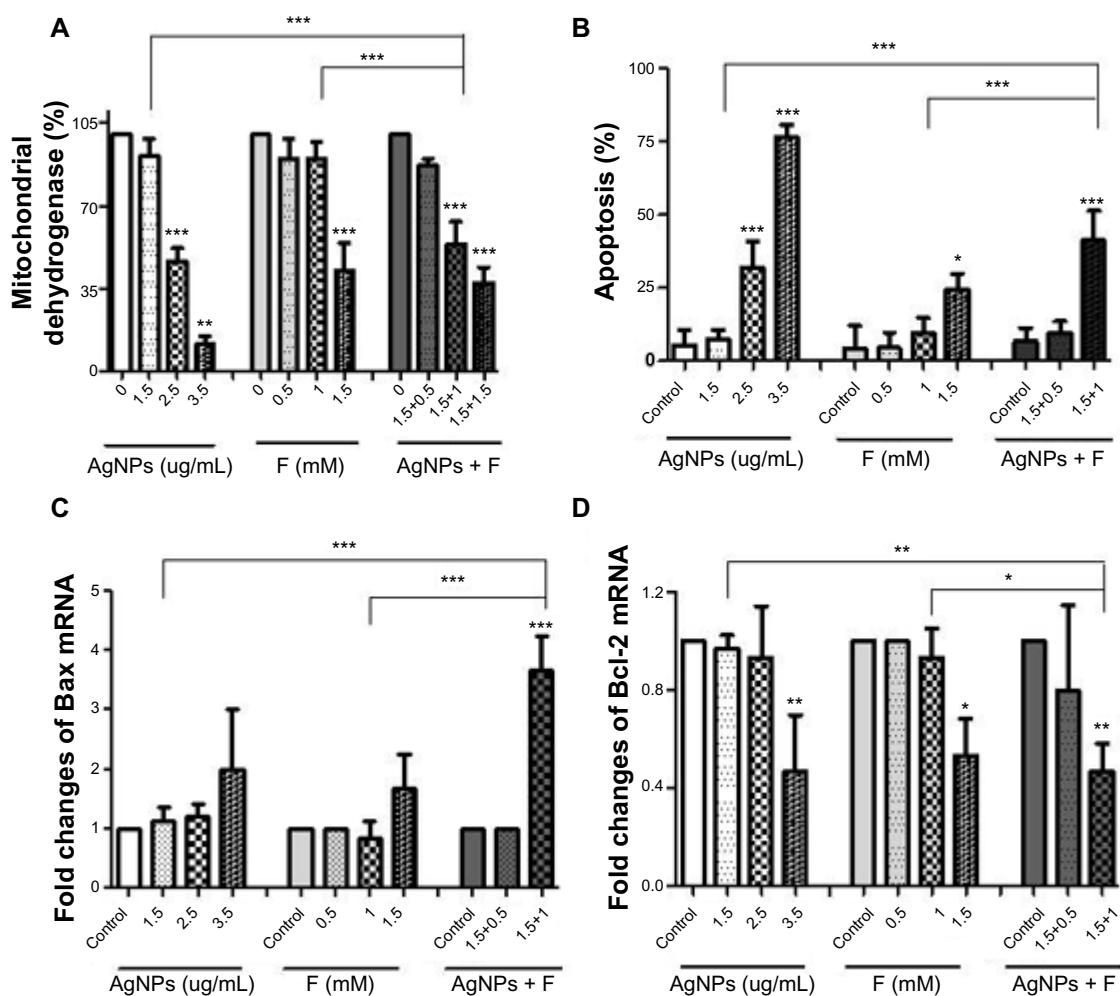 A
***
***
Mitochondrial
dehydrogenase (%)
105
70
35
0
***
**
***
***
***
0
1.5
2.5
3.5
0
0.5
1
1.5
0
1.5+0.5
1.5+1
1.5+1.5
AgNPs (ug/mL)
F (mM)
AgNPs + F
B
***
***
Apoptosis (%)
100
75
50
25
0
***
***
*
***
Control
1.5
2.5
3.5
Control
0.5
1
1.5
Control
1.5+0.5
1.5+1
AgNPs (ug/mL)
F (mM)
AgNPs + F
C
***
***
Fold changes of Bax mRNA
5
4
3
2
1
0
***
Control
1.5
2.5
3.5
Control
0.5
1
1.5
Control
1.5+0.5
1.5+1
AgNPs (ug/mL)
F (mM)
AgNPs + F
D
**
*
Fold changes of Bcl-2 mRNA
1.2
0.8
0.4
0.0
**
*
**
Control
1.5
2.5
3.5
Control
0.5
1
1.5
Control
1.5+0.5
1.5+1
AgNPs (ug/mL)
F (mM)
AgNPs + F